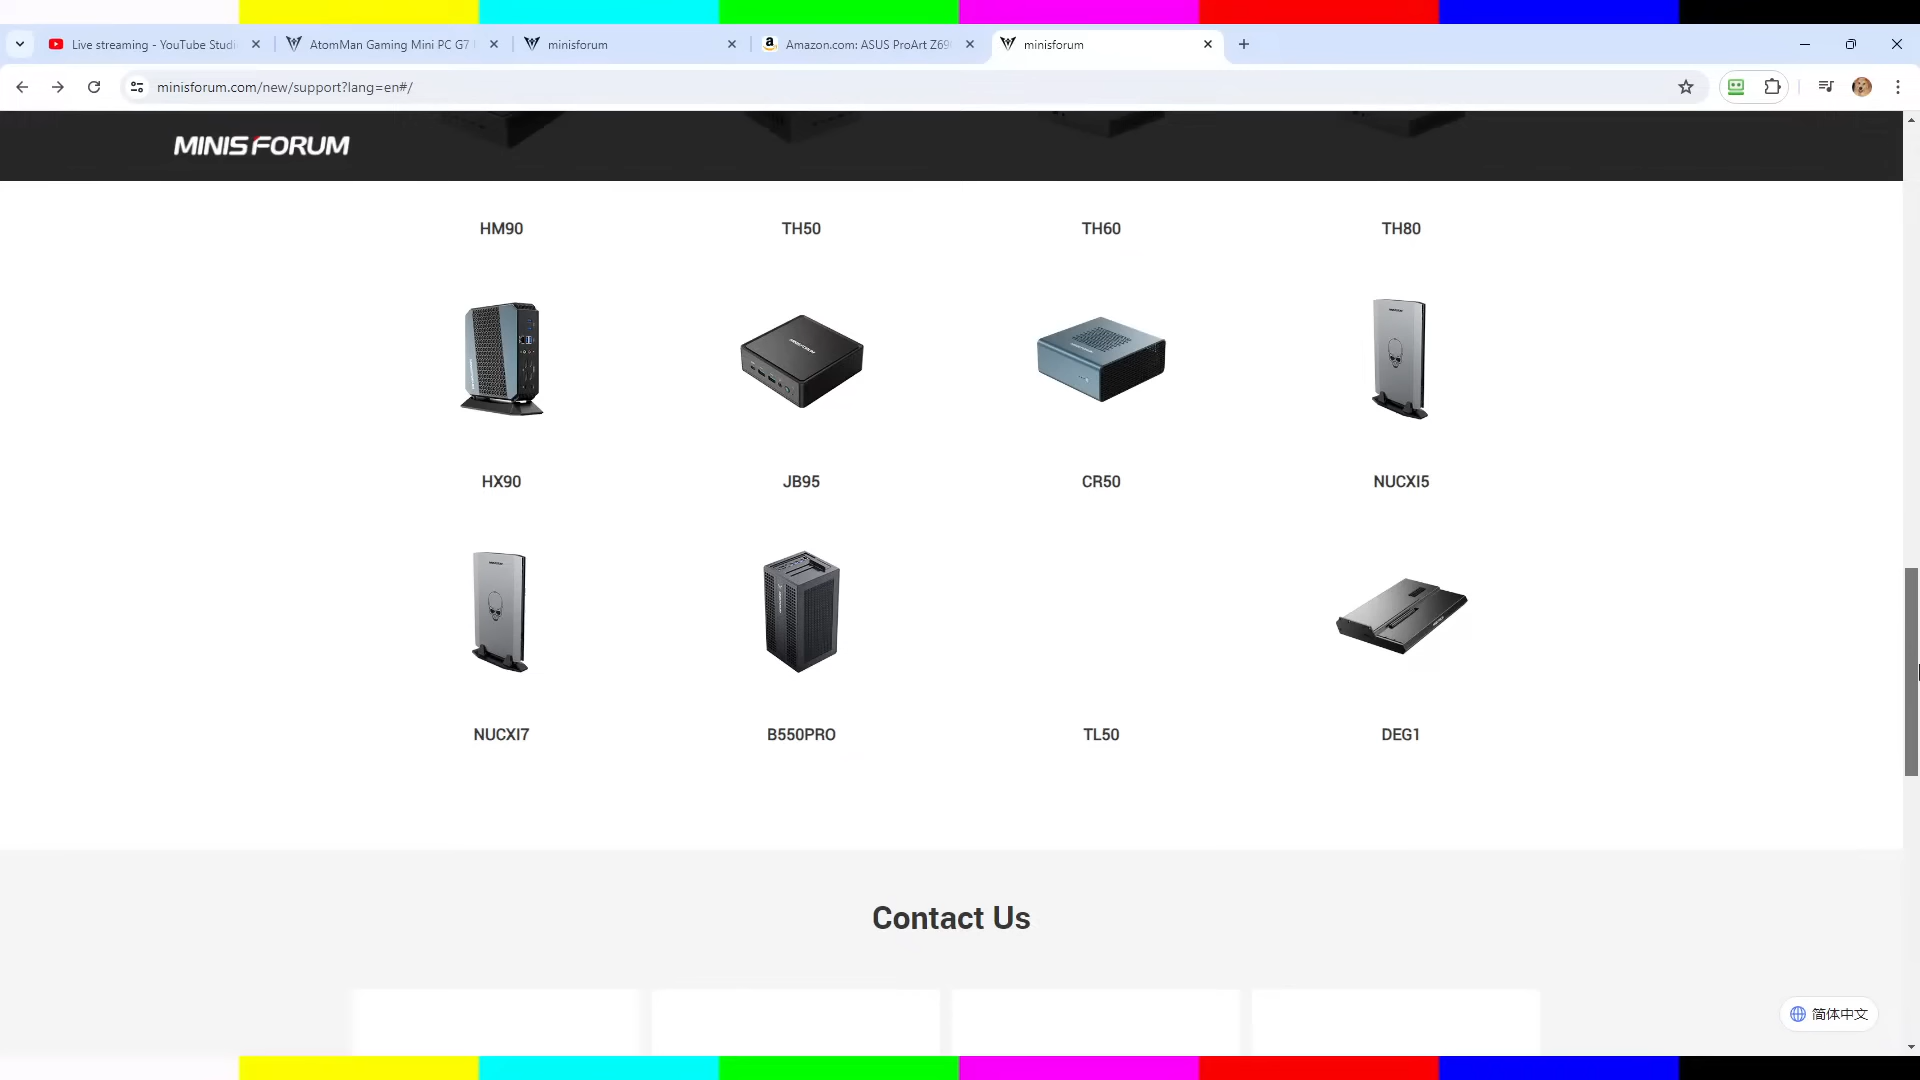 Live streaming - YouTube Studi
AtomMan Gaming Mini PC G7
minisforum
Amazon.com: ASUS ProArt Z69
minisforum
minisforum.com/new/support?lang=en#/
MINISFORUM
HM90
TH50
TH60
TH80
HX90
JB95
CR50
NUCXI5
NUCXI7
B550PRO
TL50
DEG1
Contact Us
简体中文